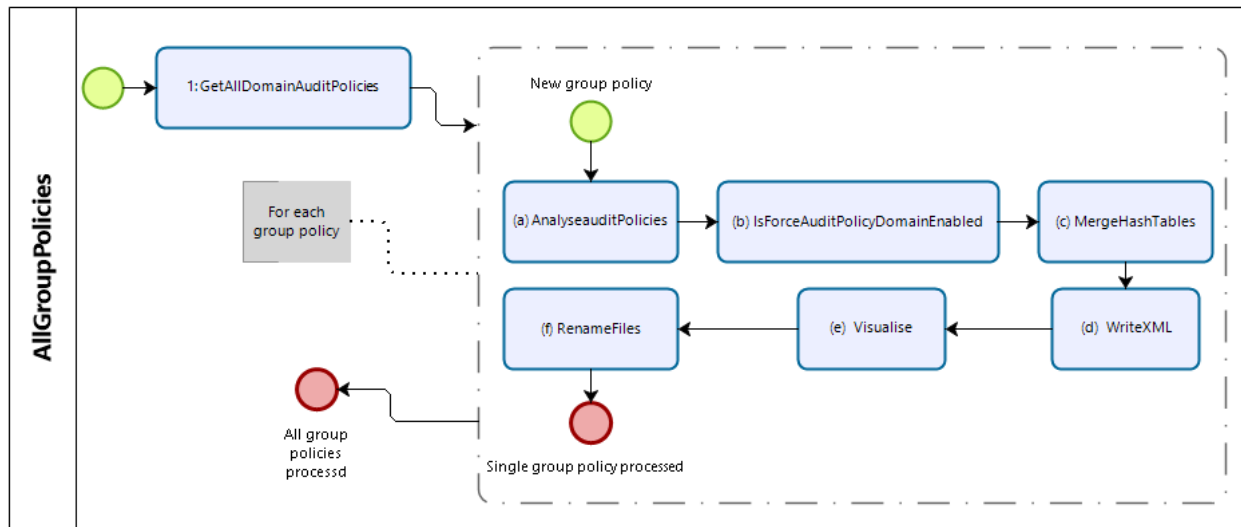 AllGroupPolicies
1:GetAllDomainAuditPolicies
New group policy
(a) AnalyseauditPolicies
(b) IsForceAuditPolicyDomainEnabled
(c) MergeHashTables
For each
group policy
(f) RenameFiles
(e) Visualise
(d) WriteXML
All group
policies
processd
Single group policy processed